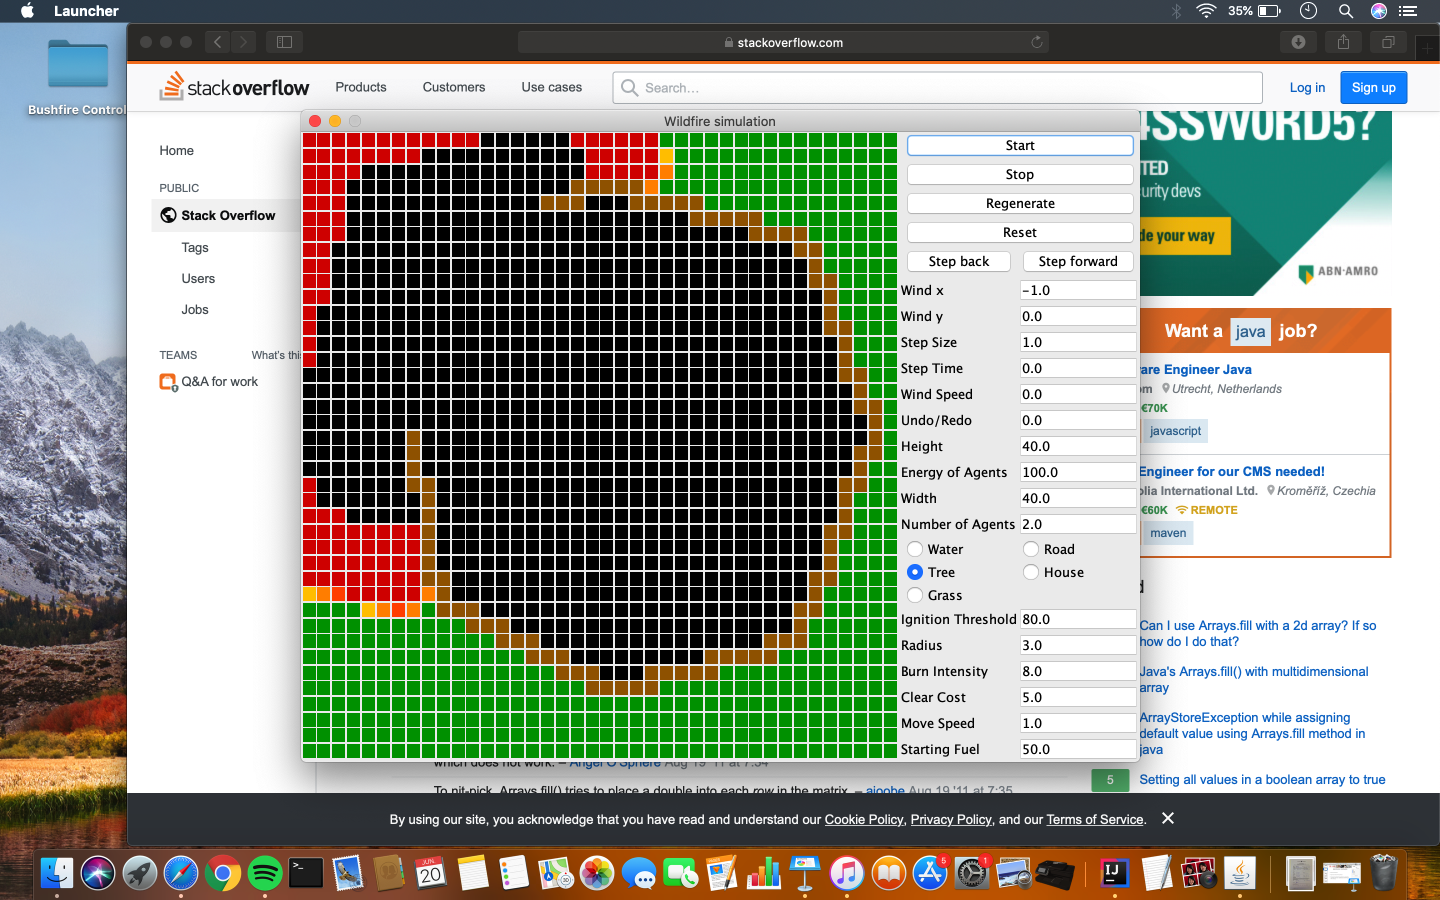 Launcher
35%
Bushfire Control
stackoverflow.com
stackoverflow
Products
Customers
Use cases
Search...
Log in
Sign up
Home
PUBLIC
Stack Overflow
Tags
Users
Jobs
TEAMS
What's this
Q&A for work
Wildfire simulation
Start
Stop
Regenerate
Reset
Step back
Step forward
Wind x
-1.0
Wind y
0.0
Step Size
1.0
Step Time
0.0
Wind Speed
0.0
Undo/Redo
0.0
Height
40.0
Energy of Agents
100.0
Width
40.0
Number of Agents
2.0
Water
Road
Tree
House
Grass
Ignition Threshold
80.0
Radius
3.0
Burn Intensity
8.0
Clear Cost
5.0
Move Speed
1.0
Starting Fuel
50.0
SSW0RD5?
TED
urity devs
de your way
ABN·AMRO
Want a java job?
are Engineer Java
om
Utrecht, Netherlands
€70K
javascript
Engineer for our CMS needed!
olia International Ltd.
Kroměříž, Czechia
€60K
REMOTE
maven
d
Can I use Arrays.fill with a 2d array? If so
how do I do that?
Java's Arrays.fill() with multidimensional
array
ArrayStoreException while assigning
default value using Arrays.fill method in
java
5
Setting all values in a boolean array to true
which does not work. – Angel O'Sphere Aug 19 '11 at 7:34
To nit-pick, Arrays.fill() tries to place a double into each row in the matrix. – aioobe Aug 19 '11 at 7:35
By using our site, you acknowledge that you have read and understand our Cookie Policy, Privacy Policy, and our Terms of Service.
JUN
20
30
5
1
IJ